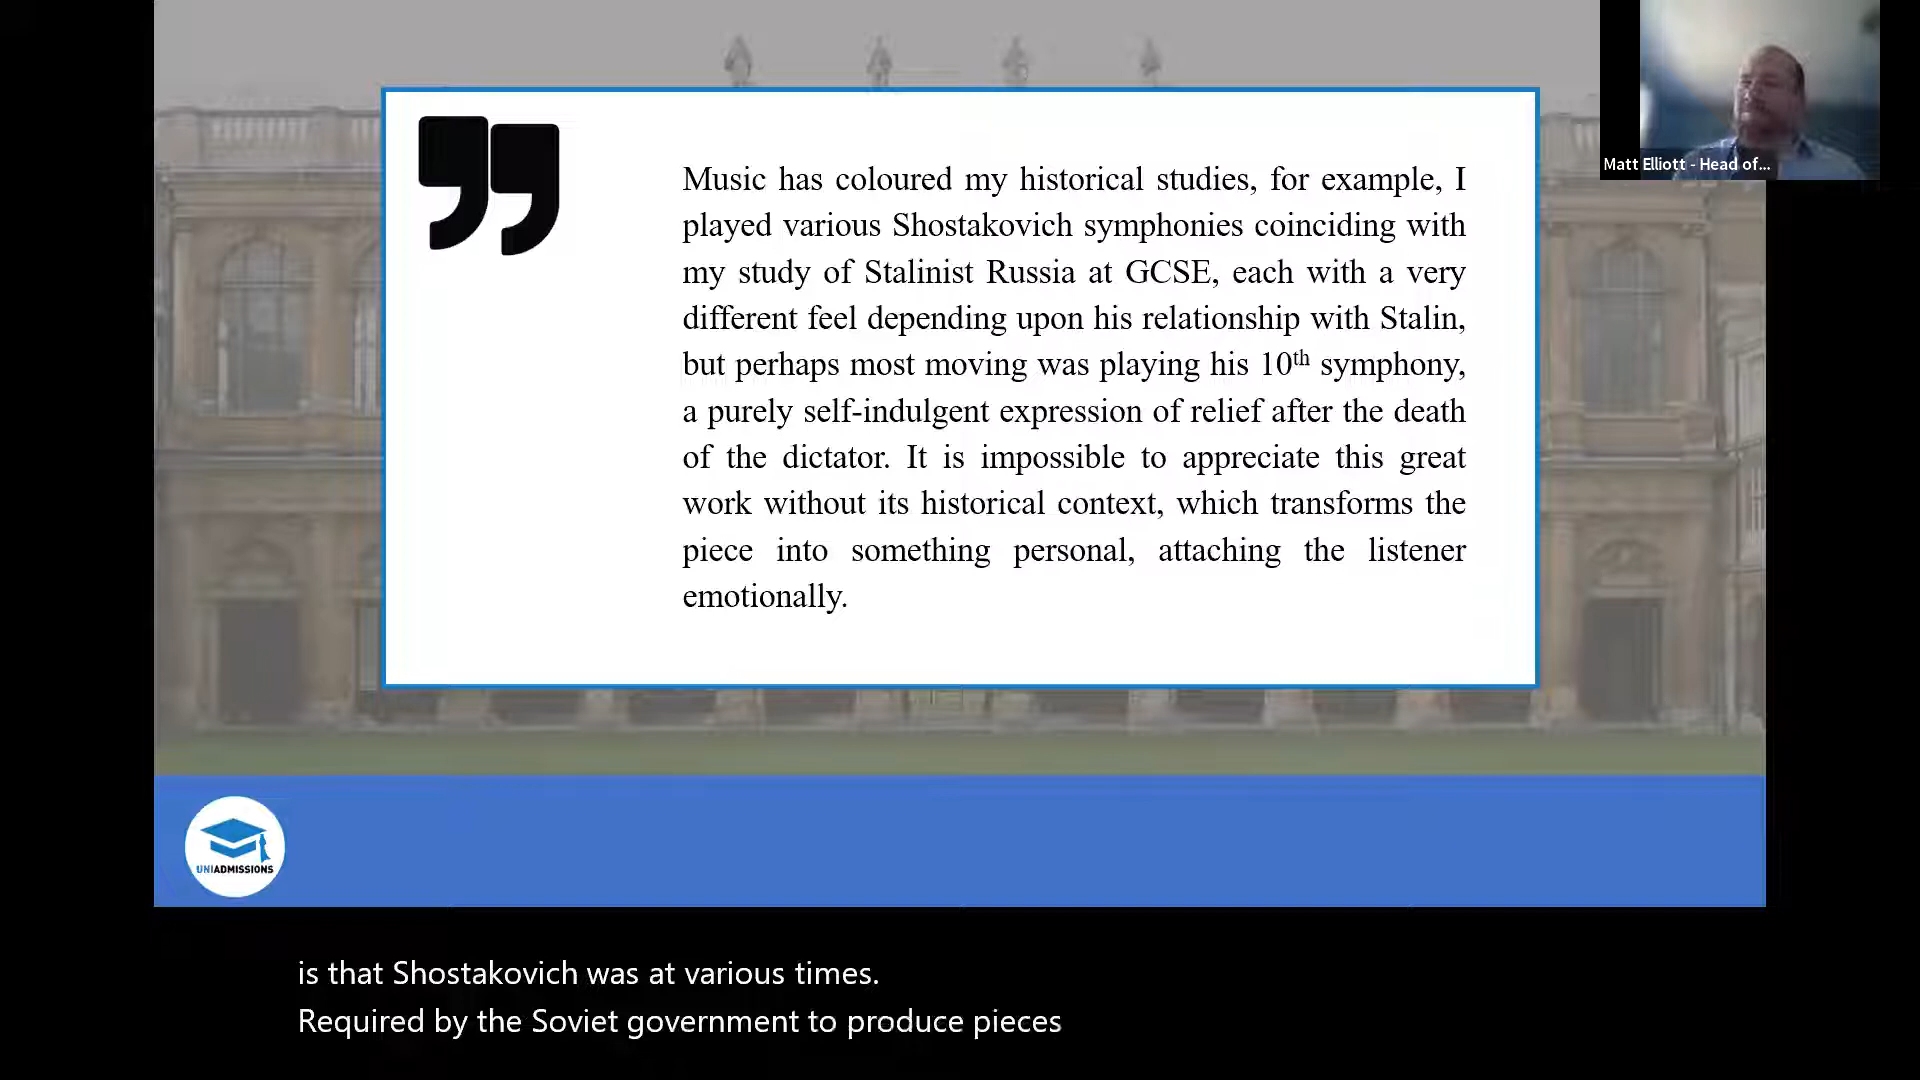 Matt Elliott - Head of...
Music has coloured my historical studies, for example, I
played various Shostakovich symphonies coinciding with
my study of Stalinist Russia at GCSE, each with a very
different feel depending upon his relationship with Stalin,
but perhaps most moving was playing his 10th symphony,
a purely self-indulgent expression of relief after the death
of the dictator. It is impossible to appreciate this great
work without its historical context, which transforms the
piece into something personal, attaching the listener
emotionally.
UNIADMISSIONS
is that Shostakovich was at various times.
Required by the Soviet government to produce pieces